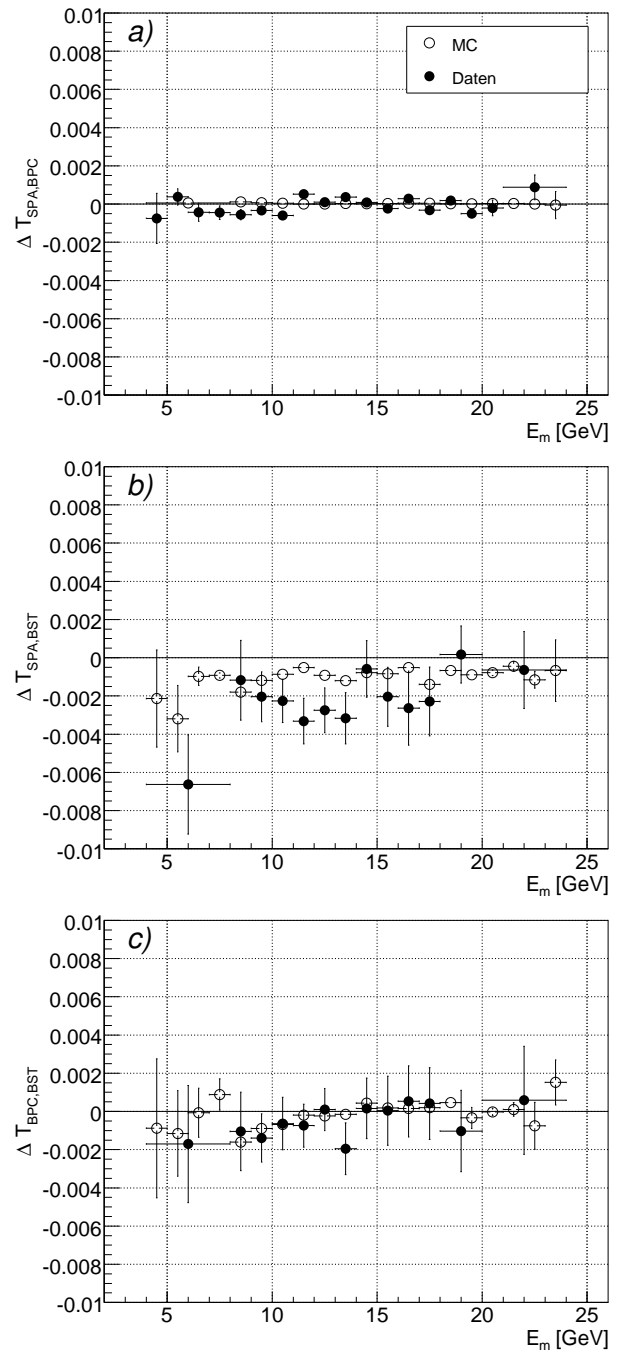 0.01
a)
MC
Daten
0.008
0.006
0.004
0.002
0
-0.002
-0.004
-0.006
-0.008
-0.01
Δ T_SPA,BPC
5 10 15 20 25
E_m [GeV]
0.01
b)
0.008
0.006
0.004
0.002
0
-0.002
-0.004
-0.006
-0.008
-0.01
Δ T_SPA,BST
5 10 15 20 25
E_m [GeV]
0.01
c)
0.008
0.006
0.004
0.002
0
-0.002
-0.004
-0.006
-0.008
-0.01
Δ T_BPC,BST
5 10 15 20 25
E_m [GeV]